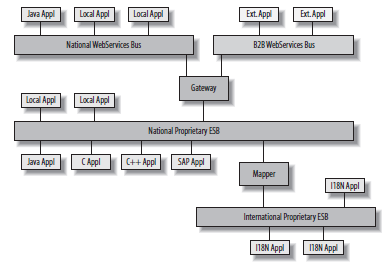 Java Appl Local Appl Local Appl Ext. Appl Ext. Appl
National WebServices Bus B2B WebServices Bus
Gateway
Local Appl Local Appl
National Proprietary ESB
Java Appl C Appl C++ Appl SAP Appl
Mapper
I18N Appl
International Proprietary ESB
I18N Appl I18N Appl